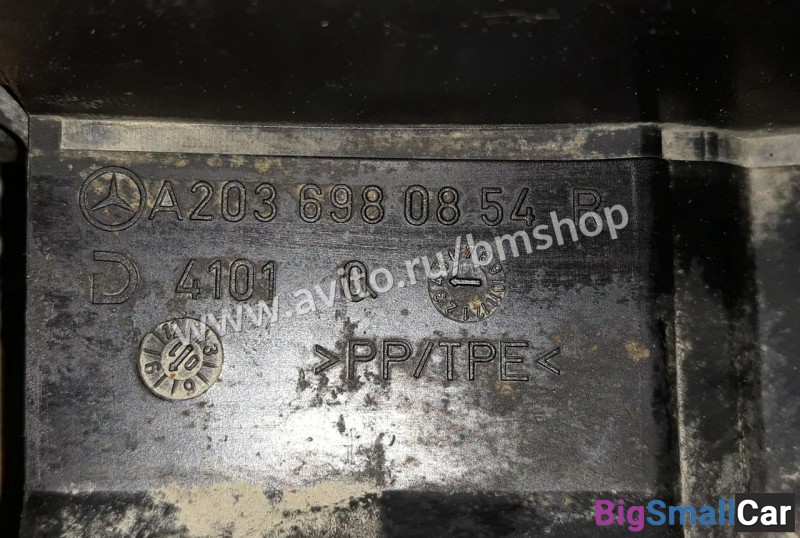 A203 698 08 54 R
D 4101 Q
>PP/TPE<
www.avito.ru/bmshop
BigSmallCar